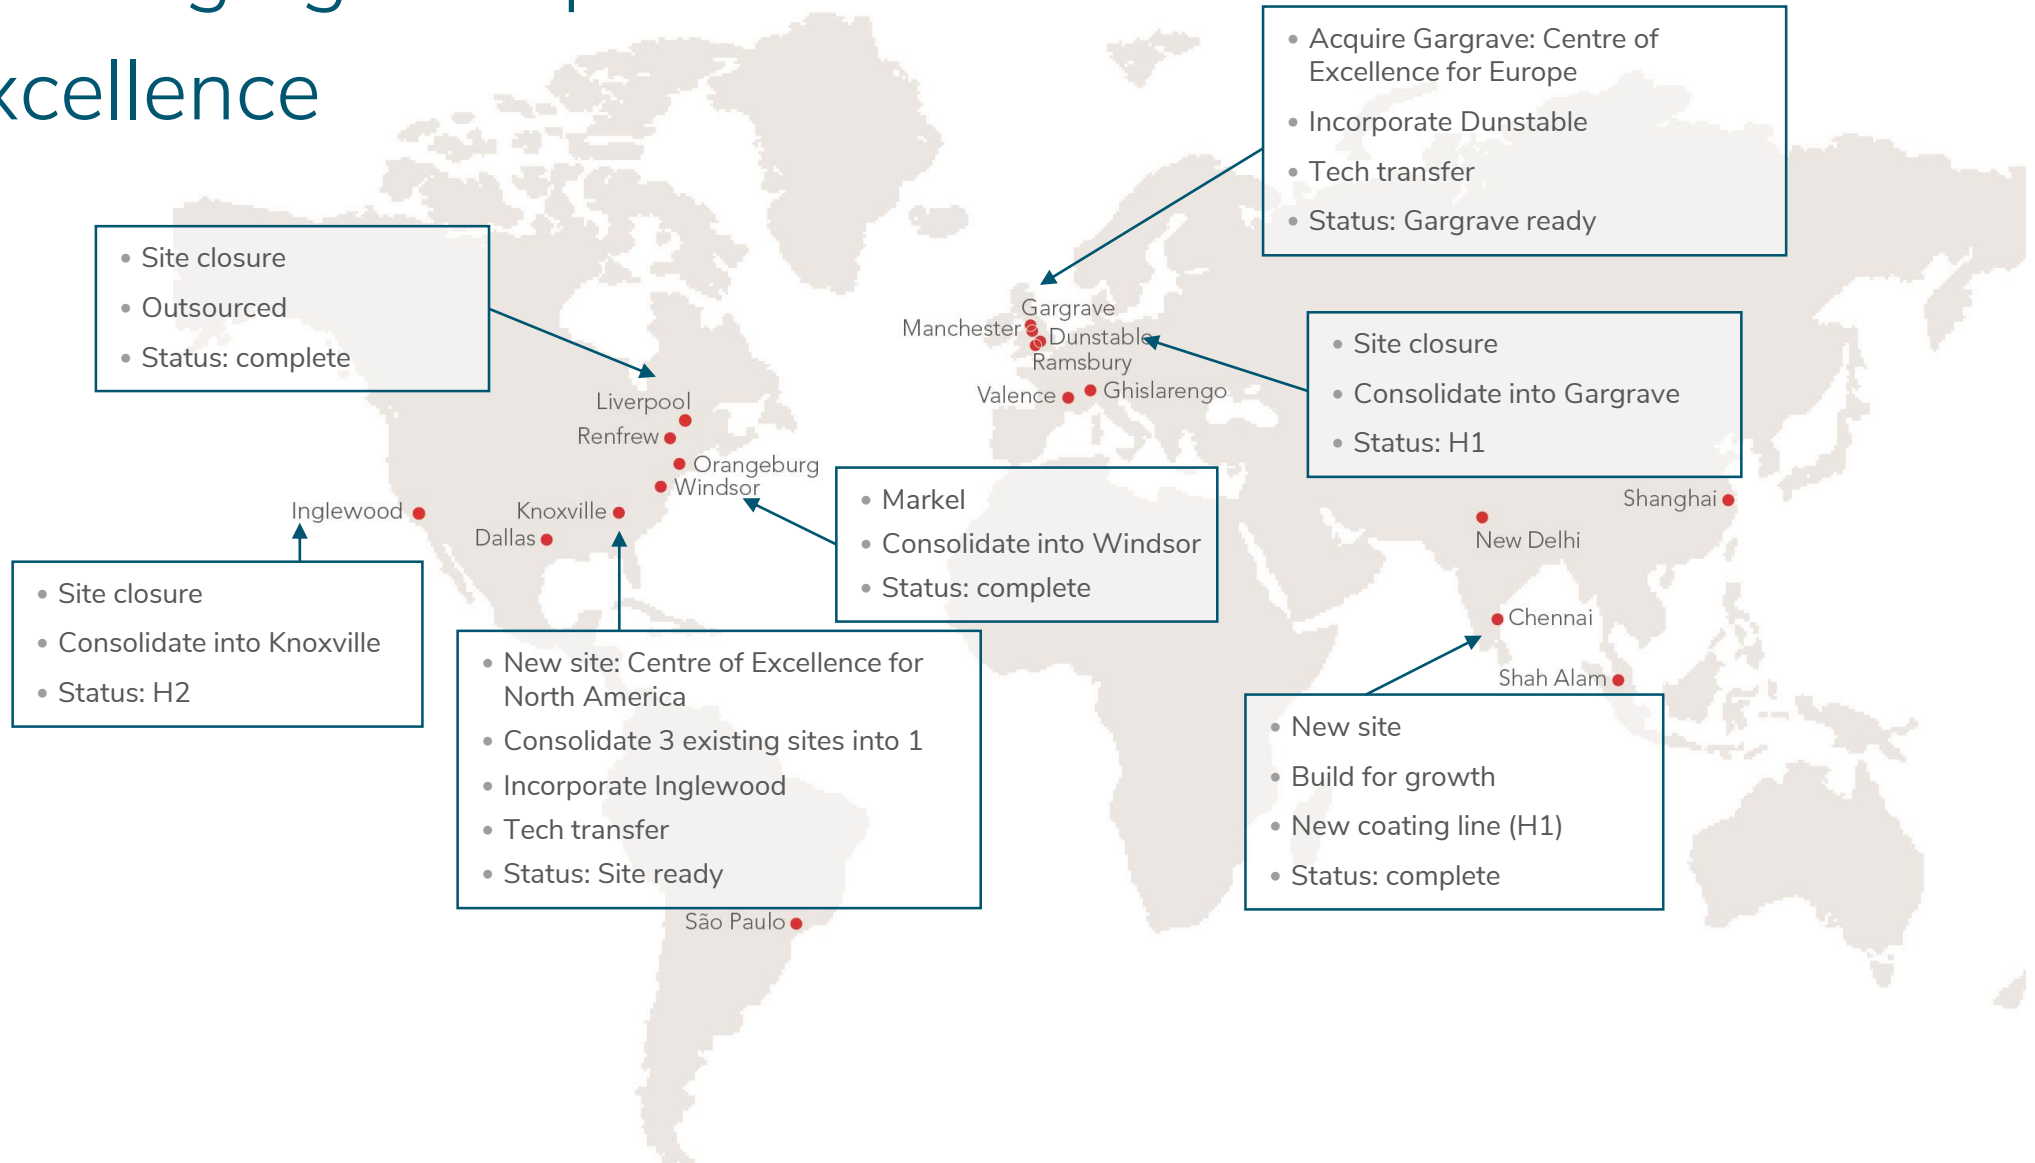 xcellence
• Acquire Gargrave: Centre of
Excellence for Europe
• Incorporate Dunstable
• Tech transfer
• Status: Gargrave ready
• Site closure
• Outsourced
• Status: complete
Gargrave
Manchester
Dunstable
Ramsbury
Valence
Ghislarengo
• Site closure
• Consolidate into Gargrave
• Status: H1
Liverpool
Renfrew
Orangeburg
Windsor
Inglewood
Knoxville
Dallas
• Markel
• Consolidate into Windsor
• Status: complete
Shanghai
New Delhi
Chennai
Shah Alam
• Site closure
• Consolidate into Knoxville
• Status: H2
• New site: Centre of Excellence for
North America
• Consolidate 3 existing sites into 1
• Incorporate Inglewood
• Tech transfer
• Status: Site ready
• New site
• Build for growth
• New coating line (H1)
• Status: complete
São Paulo